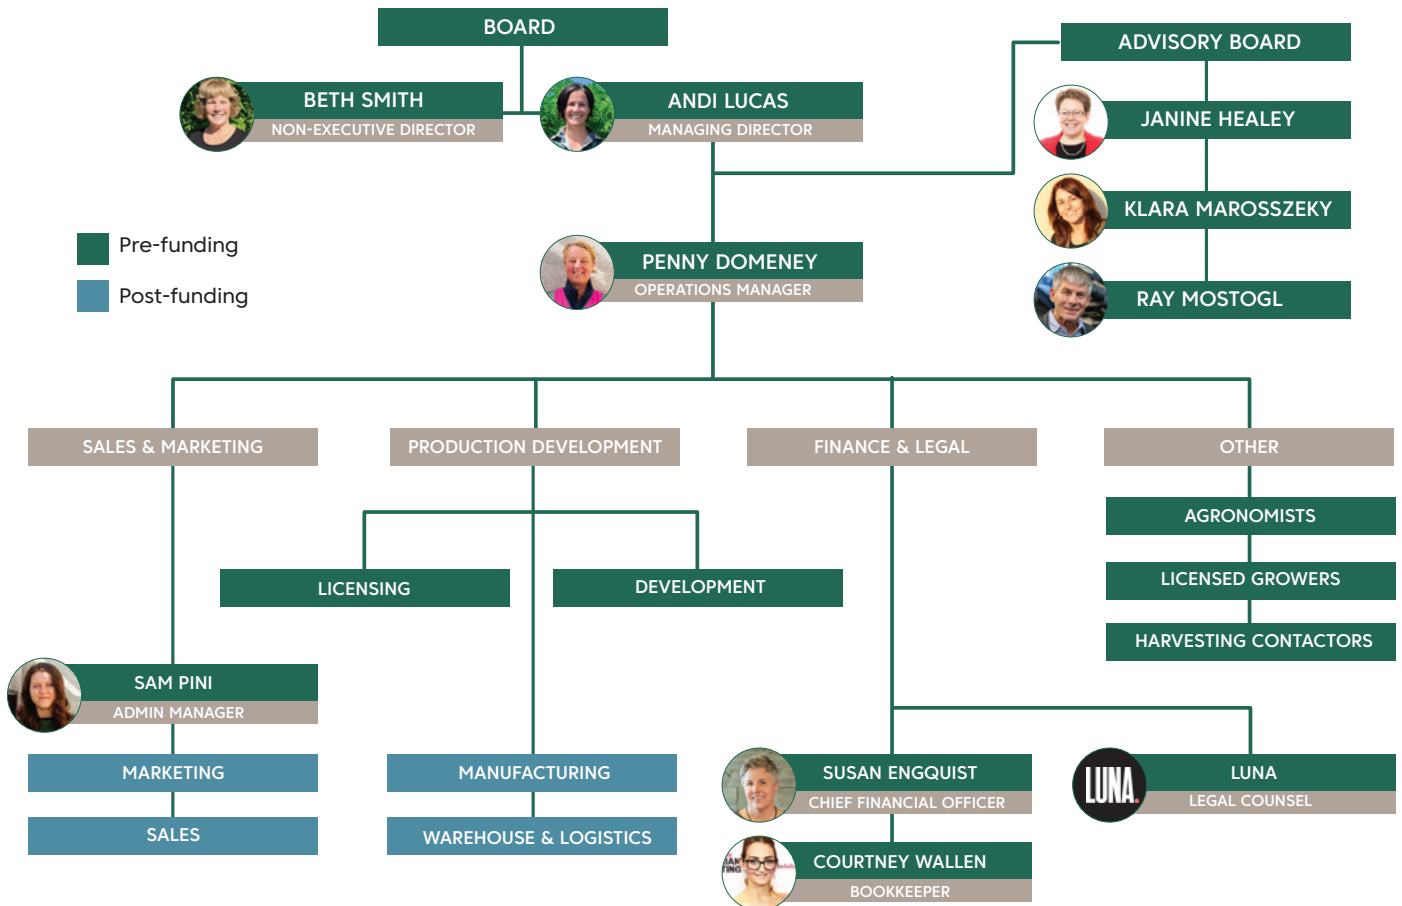 BOARD
ADVISORY BOARD
BETH SMITH
NON-EXECUTIVE DIRECTOR
ANDI LUCAS
MANAGING DIRECTOR
JANINE HEALEY
KLARA MAROSSZEKY
RAY MOSTOGL
Pre-funding
Post-funding
PENNY DOMENEY
OPERATIONS MANAGER
SALES & MARKETING
PRODUCTION DEVELOPMENT
FINANCE & LEGAL
OTHER
AGRONOMISTS
LICENSED GROWERS
HARVESTING CONTACTORS
LICENSING
DEVELOPMENT
SAM PINI
ADMIN MANAGER
MARKETING
SALES
MANUFACTURING
WAREHOUSE & LOGISTICS
SUSAN ENGQUIST
CHIEF FINANCIAL OFFICER
COURTNEY WALLEN
BOOKKEEPER
LUNA.
LUNA
LEGAL COUNSEL